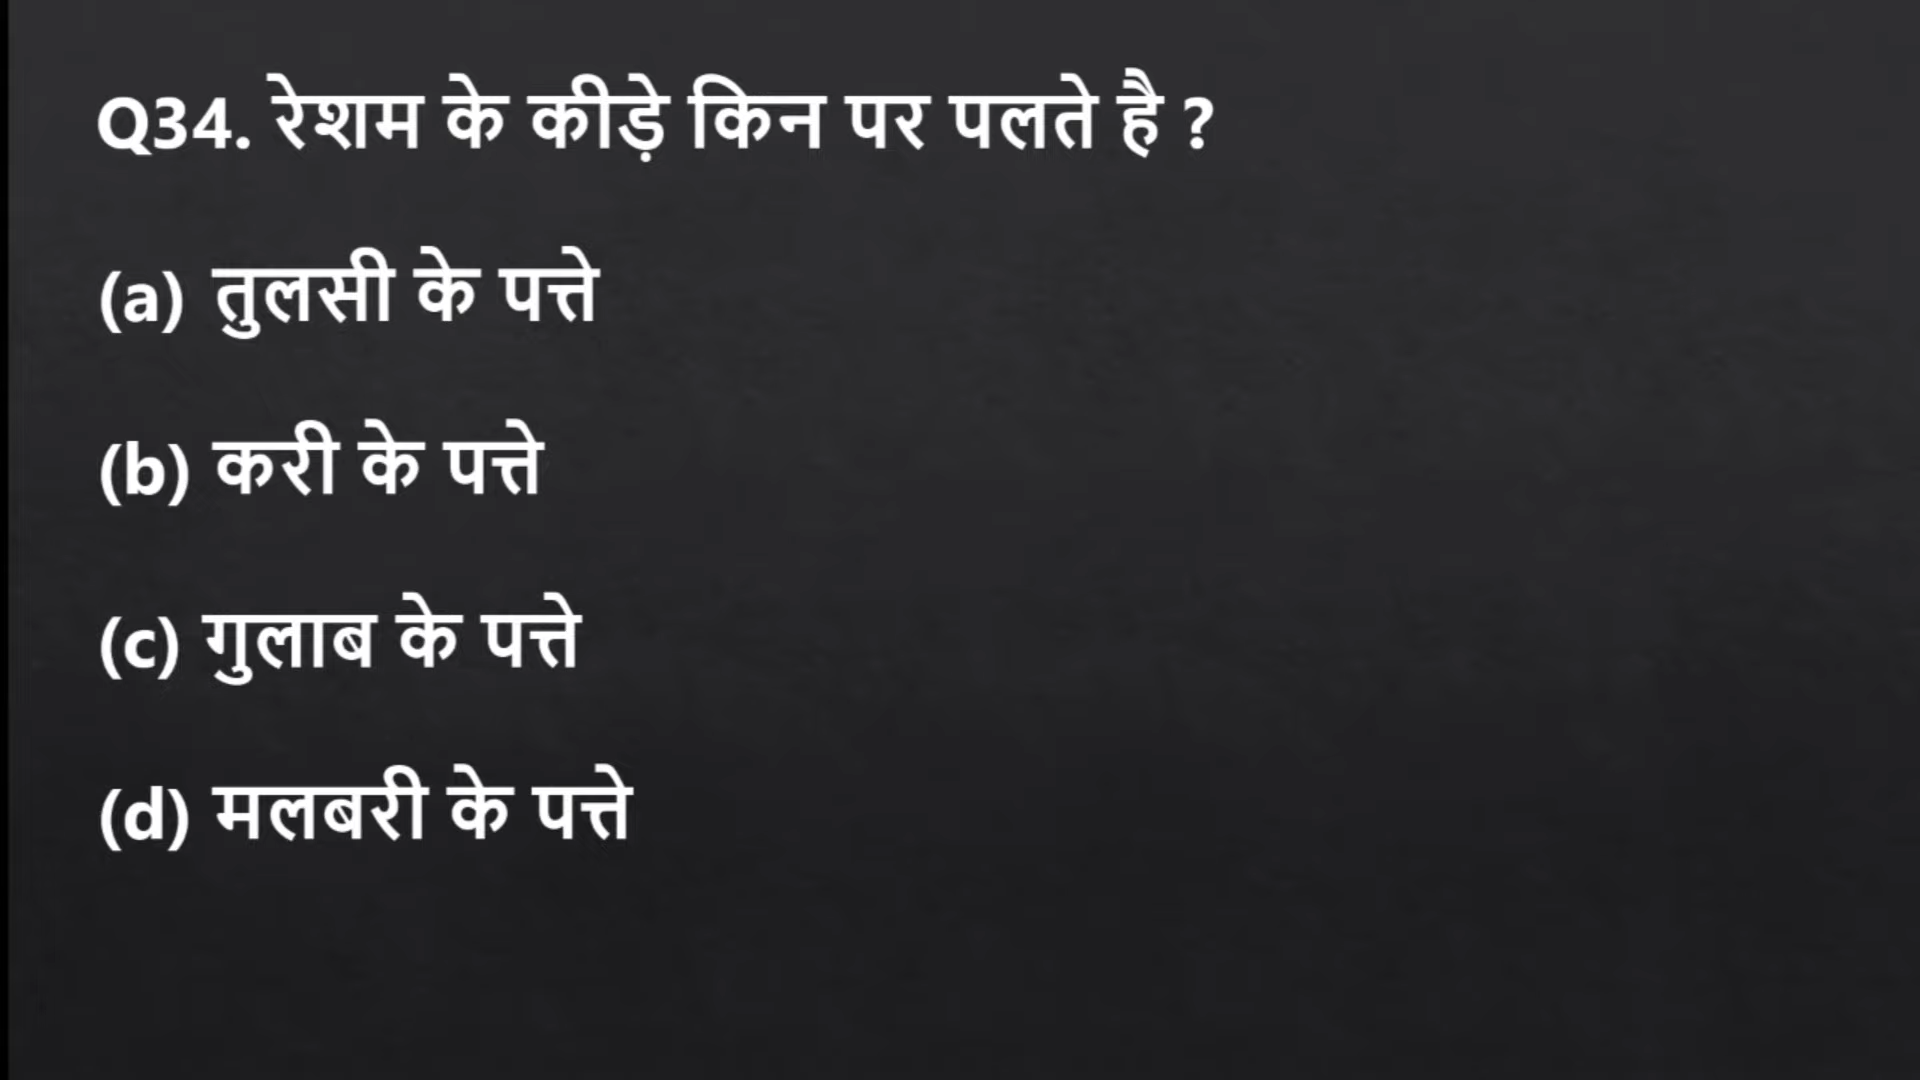 Q34. रेशम के कीड़े किन पर पलते है ?
(a) तुलसी के पत्ते
(b) करी के पत्ते
(c) गुलाब के पत्ते
(d) मलबरी के पत्ते